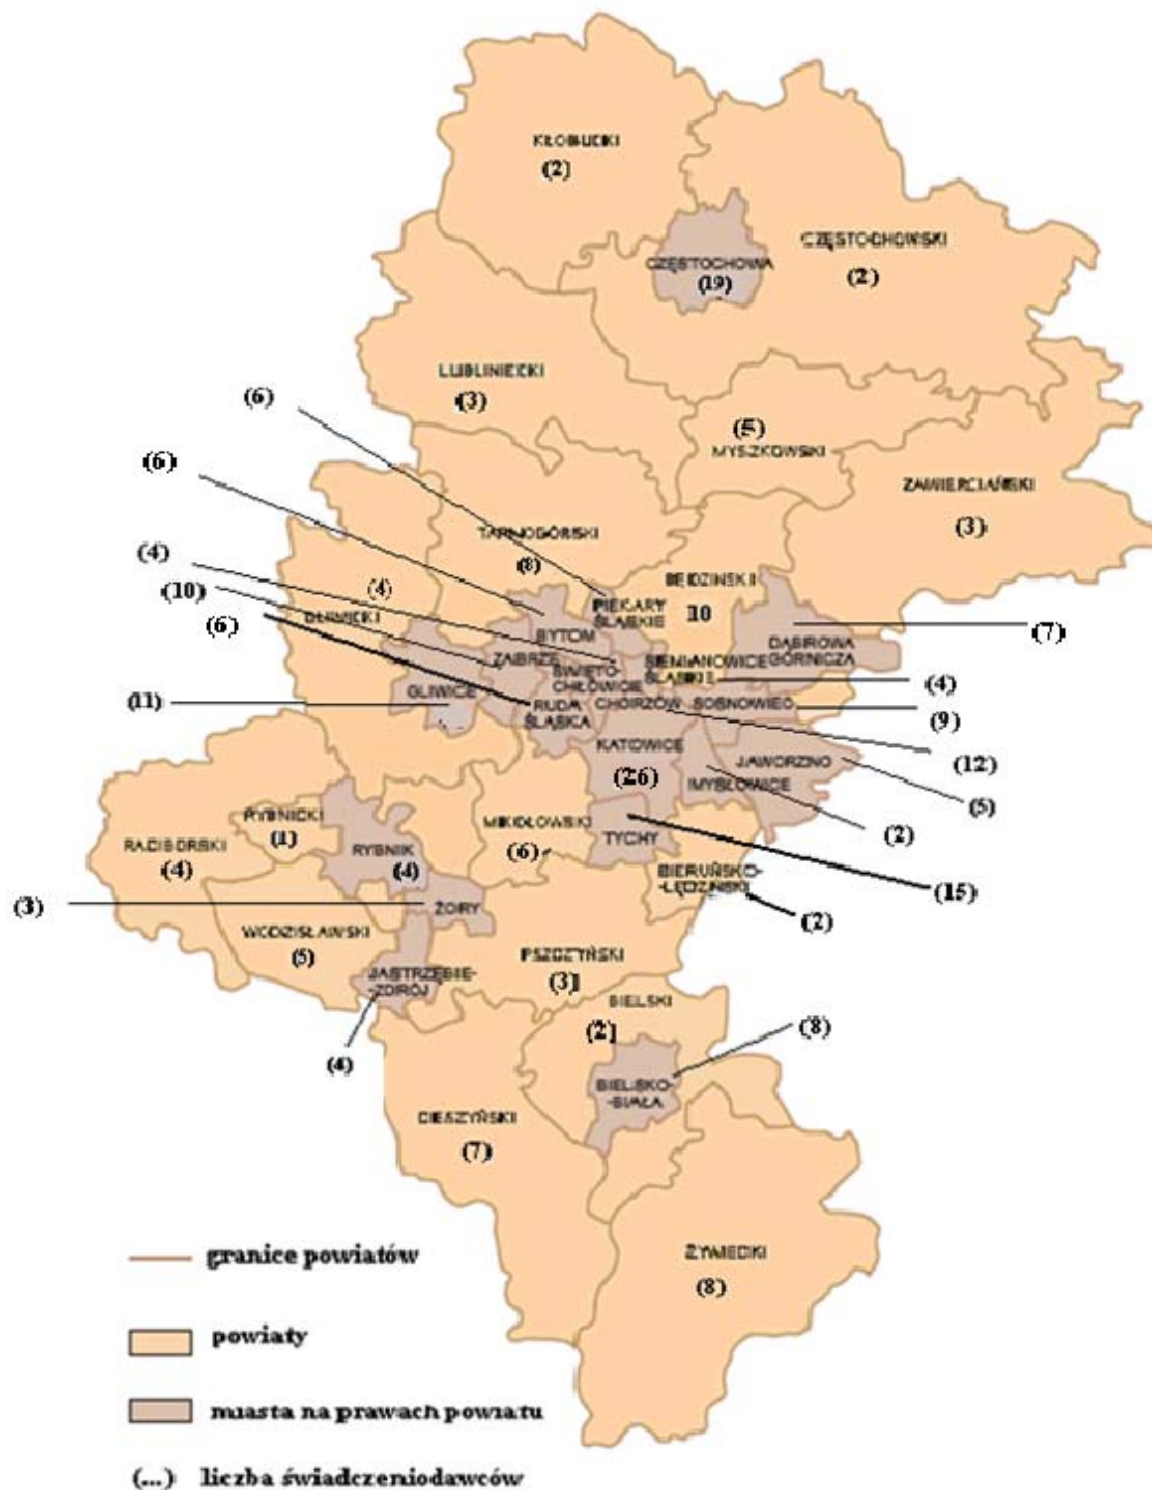 KŁOBUCKI
(2)
CZĘSTOCHOWSKI
(2)
CZĘSTOCHOWA
(19)
LUBLINIECKI
(3)
(6)
(5)
MYSZKOWSKI
(6)
ZAWIERCIAŃSKI
(3)
TARNOGÓRSKI
(8)
(4)
(10)
(6)
(4)
GLIWICKI
BĘDZIŃSKI
10
PIEKARY
ŚLĄSKIE
BYTOM
(7)
DĄBROWA
GÓRNICZA
ZABRZE
SIEMIANOWICE
ŚLĄSKIE
ŚWIĘTO-
CHŁOWICE
(4)
GLIWICE
(11)
RUDA
ŚLĄSKA
CHORZÓW
SOSNOWIEC
(9)
KATOWICE
(26)
(12)
JAWORZNO
MYSŁOWICE
(5)
(2)
RYBNICKI
(1)
RACIBORSKI
(4)
RYBNIK
(4)
MIKOŁOWSKI
(6)
TYCHY
(15)
BIERUŃSKO-
-LĘDZIŃSKI
(2)
(3)
ŻORY
WODZISŁAWSKI
(5)
PSZCZYŃSKI
(3)
JASTRZĘBIE-
-ZDRÓJ
(4)
BIELSKI
(2)
(8)
BIELSKO-
-BIAŁA
CIESZYŃSKI
(7)
ŻYWIECKI
(8)
granice powiatów
powiaty
miasta na prawach powiatu
(...) liczba świadczeniodawców